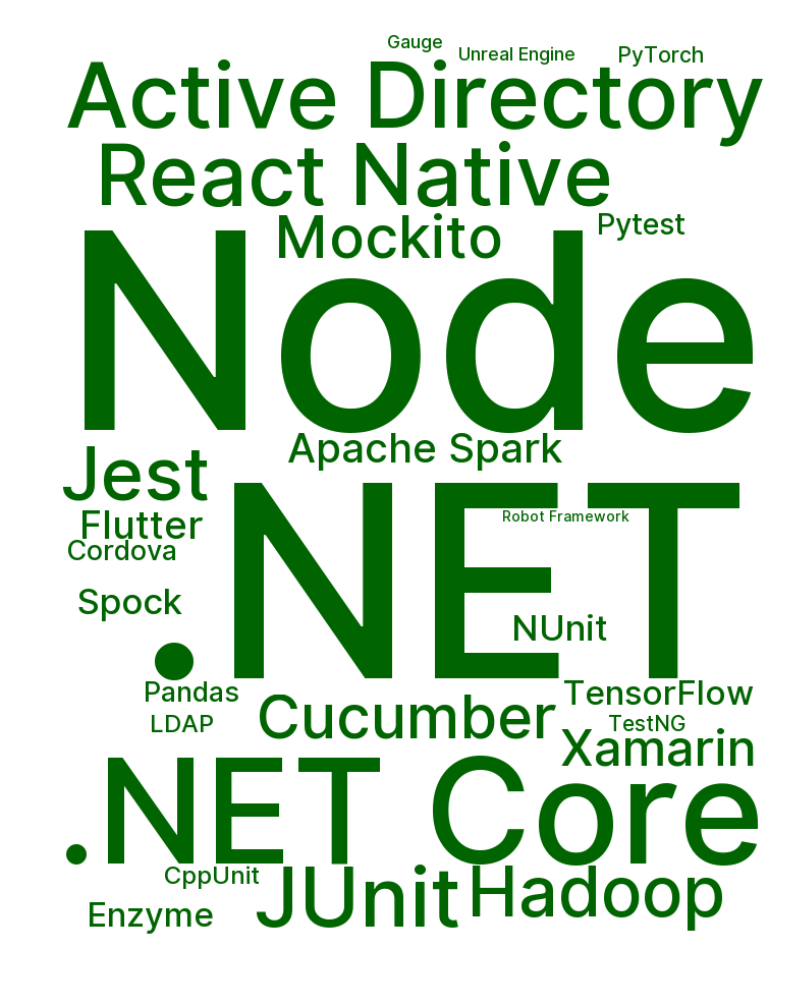 Gauge
Unreal Engine
PyTorch
Active Directory
React Native
Mockito
Pytest
Node
Apache Spark
Jest
.NET
Robot Framework
Flutter
Cordova
Spock
NUnit
Pandas
TensorFlow
LDAP
Cucumber
TestNG
Xamarin
.NET Core
CppUnit
JUnit
Hadoop
Enzyme